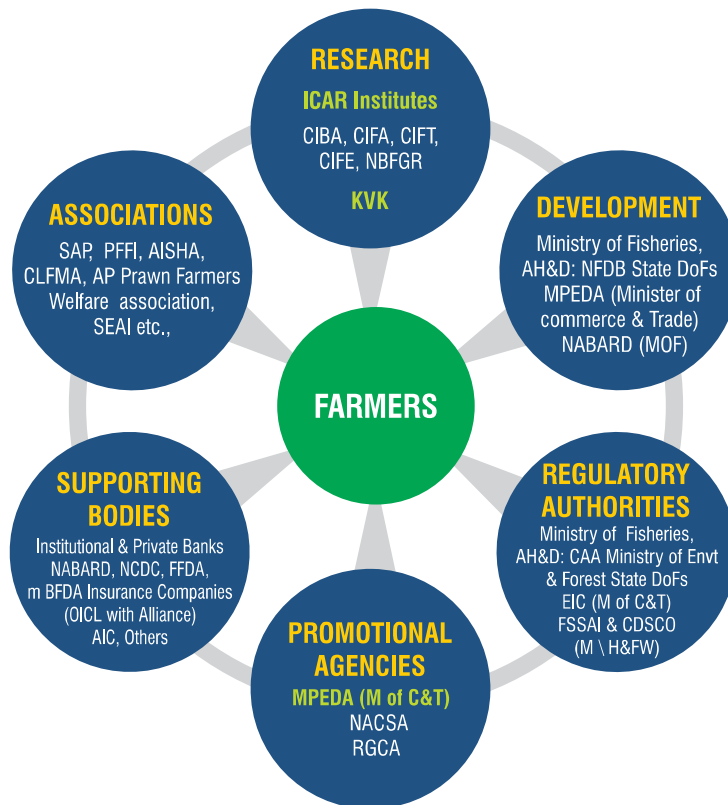 RESEARCH
ICAR Institutes
CIBA, CIFA, CIFT,
CIFE, NBFGR
KVK
ASSOCIATIONS
SAP, PFFI, AISHA,
CLFMA, AP Prawn Farmers
Welfare association,
SEAI etc.,
DEVELOPMENT
Ministry of Fisheries,
AH&D: NFDB State DoFs
MPEDA (Minister of
commerce & Trade)
NABARD (MOF)
FARMERS
SUPPORTING
BODIES
Institutional & Private Banks
NABARD, NCDC, FFDA,
m BFDA Insurance Companies
(OICL with Alliance)
AIC, Others
REGULATORY
AUTHORITIES
Ministry of Fisheries,
AH&D: CAA Ministry of Envt
& Forest State DoFs
EIC (M of C&T)
FSSAI & CDSCO
(M \ H&FW)
PROMOTIONAL
AGENCIES
MPEDA (M of C&T)
NACSA
RGCA